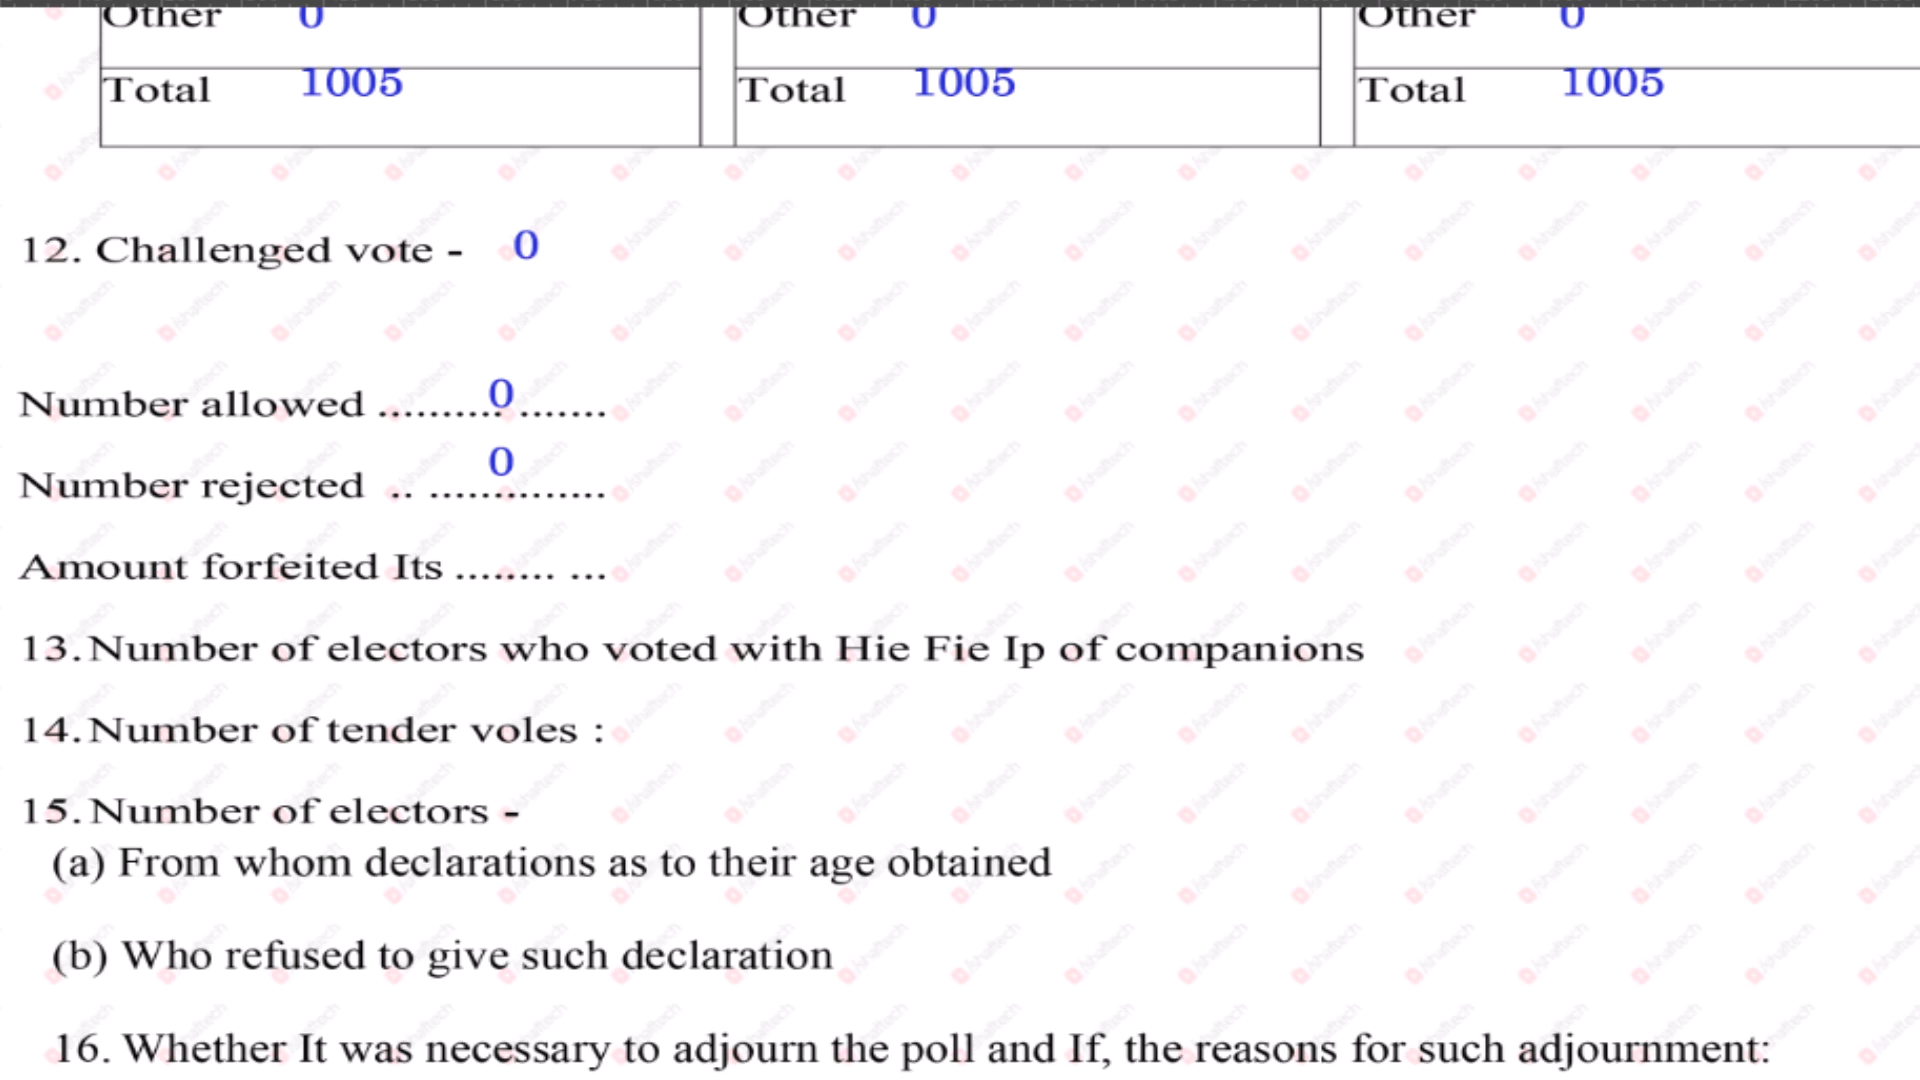 Other 0 Other 0 Other 0
Total 1005 Total 1005 Total 1005
12. Challenged vote - 0
Number allowed ..........0.......
Number rejected .. ..............0
Amount forfeited Its ........ ...
13. Number of electors who voted with Hie Fie Ip of companions
14. Number of tender voles :
15. Number of electors -
(a) From whom declarations as to their age obtained
(b) Who refused to give such declaration
16. Whether It was necessary to adjourn the poll and If, the reasons for such adjournment: